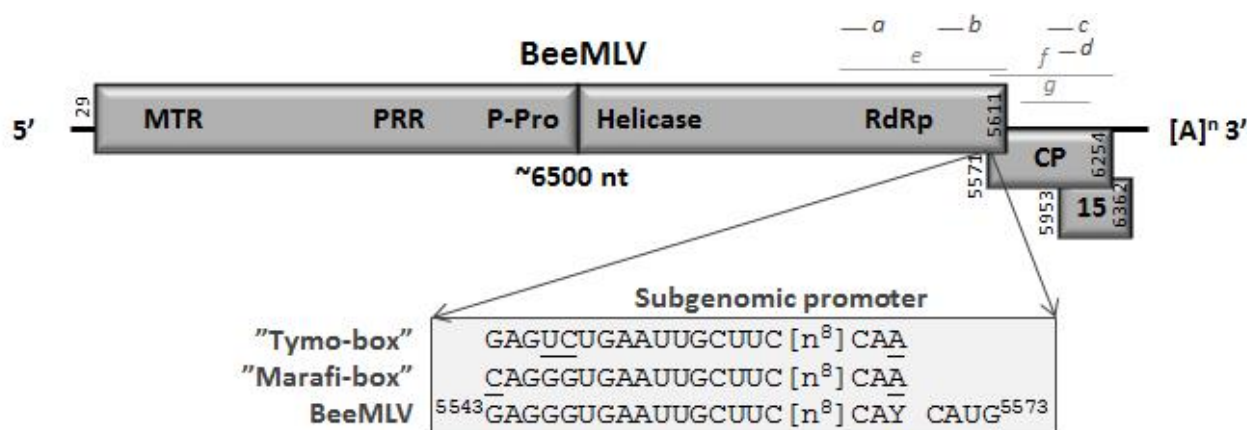 a b c
BeeMLV e f d
g
29 MTR PRR P-Pro Helicase RdRp 5611
5’ [A]ⁿ 3’
~6500 nt 5571 CP 6254
5953 15 6362
Subgenomic promoter
”Tymo-box” GAGUCUGAAUUGCUUC [n⁸] CAA
”Marafi-box” CAGGGUGAAUUGCUUC [n⁸] CAA
BeeMLV ⁵⁵⁴³GAGGGUGAAUUGCUUC [n⁸] CAY CAUG⁵⁵⁷³